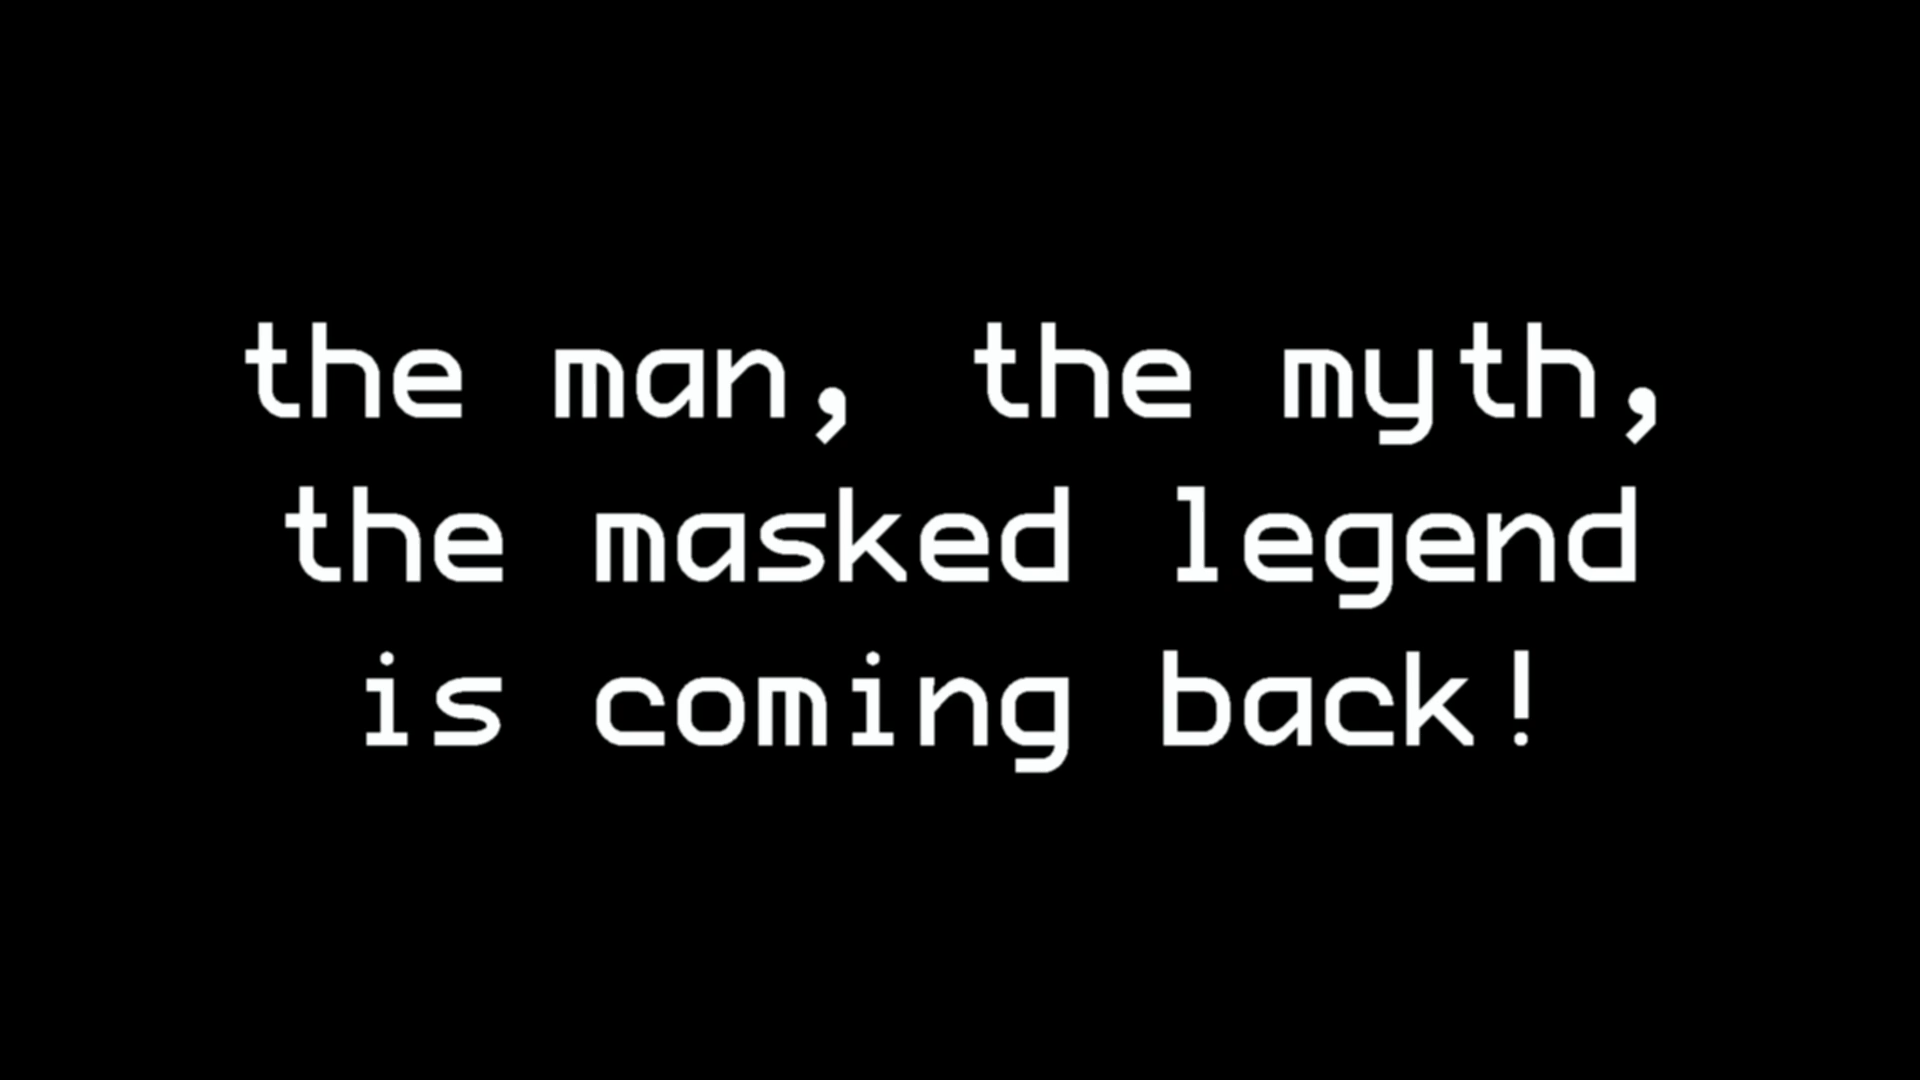 the man, the myth,
the masked legend
is coming back!